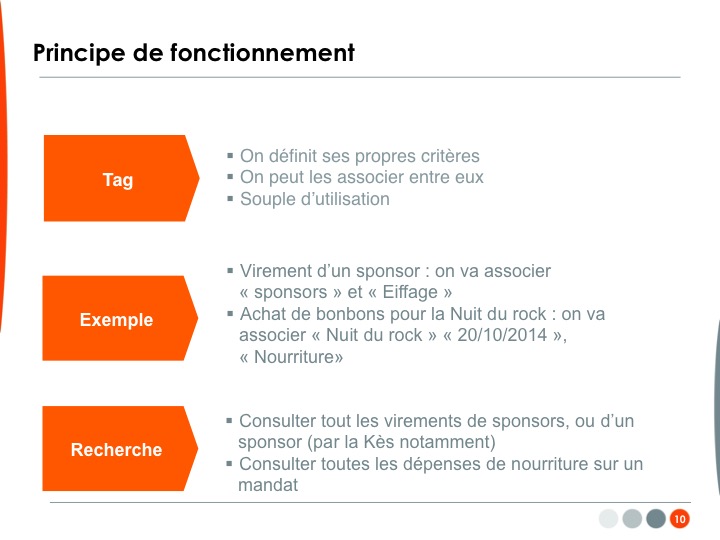 Principe de fonctionnement
Tag
▪ On définit ses propres critères
▪ On peut les associer entre eux
▪ Souple d’utilisation
Exemple
▪ Virement d’un sponsor : on va associer
« sponsors » et « Eiffage »
▪ Achat de bonbons pour la Nuit du rock : on va
associer « Nuit du rock » « 20/10/2014 »,
« Nourriture»
Recherche
▪ Consulter tout les virements de sponsors, ou d’un
sponsor (par la Kès notamment)
▪ Consulter toutes les dépenses de nourriture sur un
mandat
10